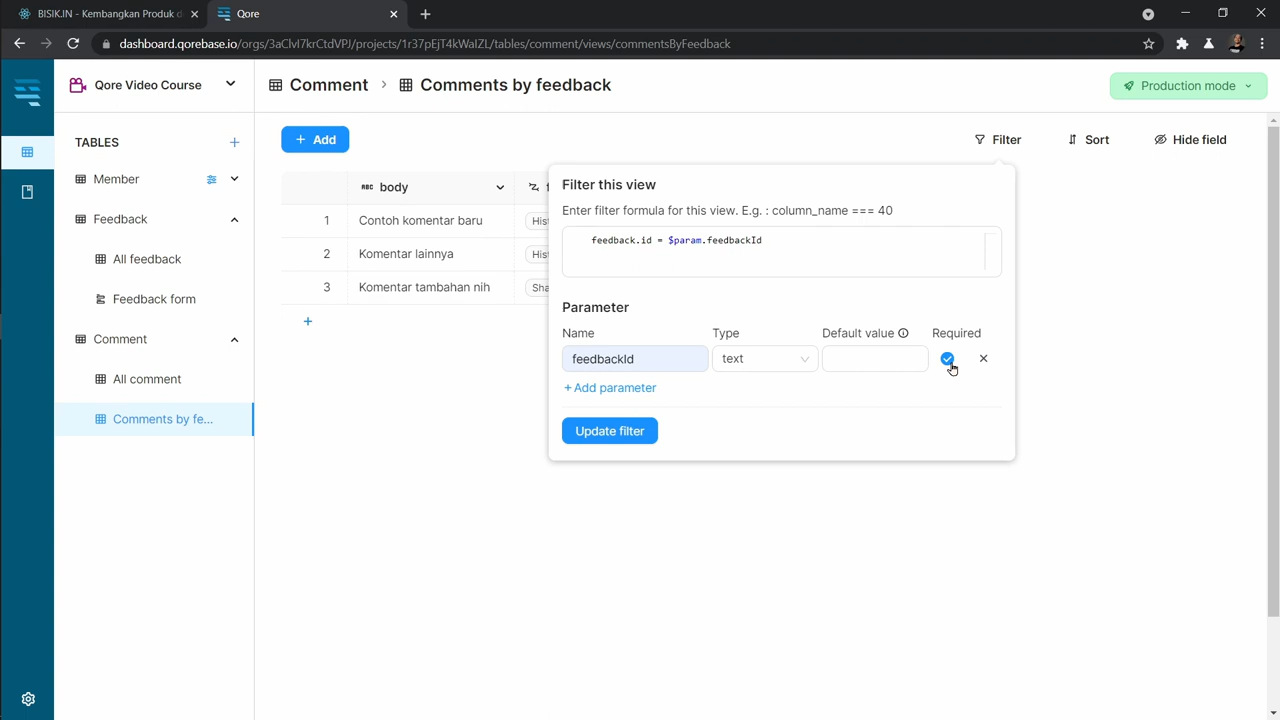 BISIK.IN - Kembangkan Produk d
Qore
dashboard.qorebase.io/orgs/3aClvI7krCtdVPJ/projects/1r37pEjT4kWaIZL/tables/comment/views/commentsByFeedback
Qore Video Course
Comment > Comments by feedback
Production mode
TABLES
+ Add
Filter
Sort
Hide field
Member
Feedback
All feedback
Feedback form
Comment
All comment
Comments by fe...
ABC body
1 Contoh komentar baru
2 Komentar lainnya
3 Komentar tambahan nih
+
Filter this view
Enter filter formula for this view. E.g. : column_name === 40
feedback.id = $param.feedbackId
Parameter
Name Type Default value Required
feedbackId text
+ Add parameter
Update filter